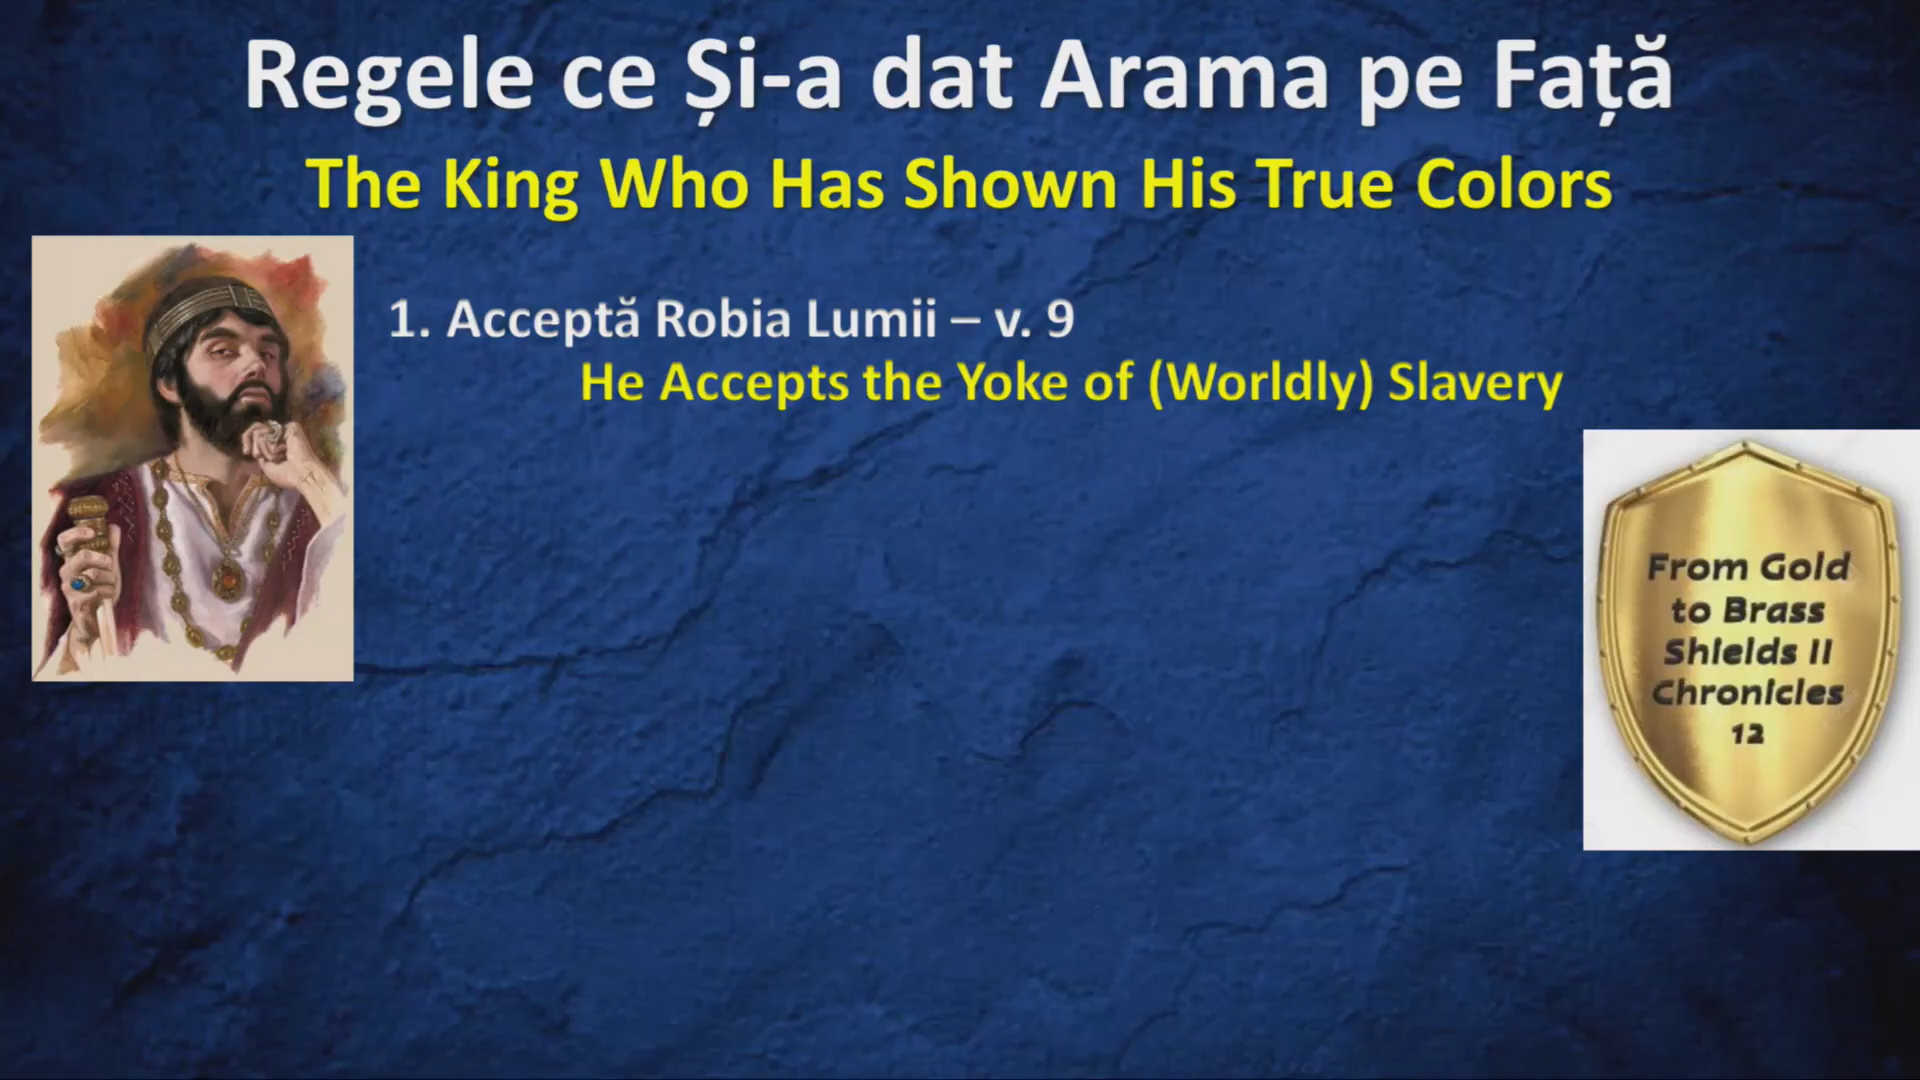 Regele ce Și-a dat Arama pe Față
The King Who Has Shown His True Colors
1. Acceptă Robia Lumii – v. 9
He Accepts the Yoke of (Worldly) Slavery
From Gold
to Brass
Shields II
Chronicles
12